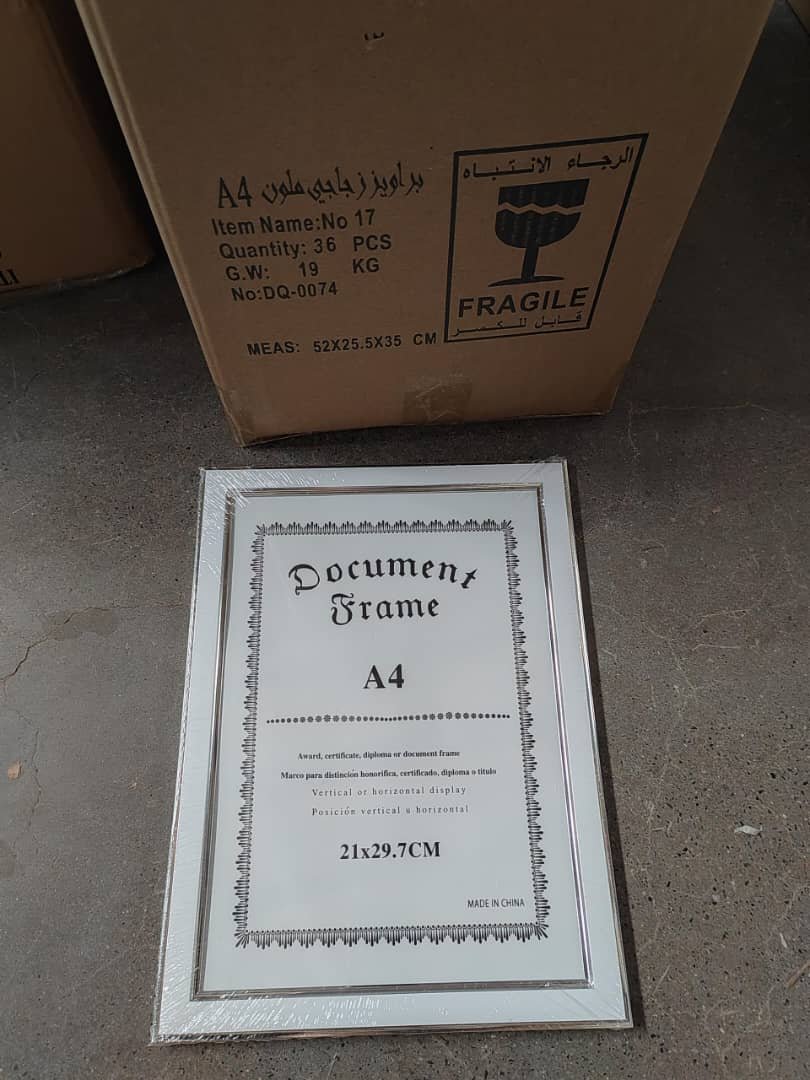 براويز زجاجي ملون A4
Item Name:No 17
Quantity: 36 PCS
G.W: 19 KG
No:DQ-0074
MEAS: 52X25.5X35 CM
الرجاء الانتباه
FRAGILE
قابل للكسر
Document
Frame
A4
Award, certificate, diploma or document frame
Marco para distinción honorifica, certificado, diploma o titulo
Vertical or horizontal display
Posición vertical u horizontal
21x29.7CM
MADE IN CHINA